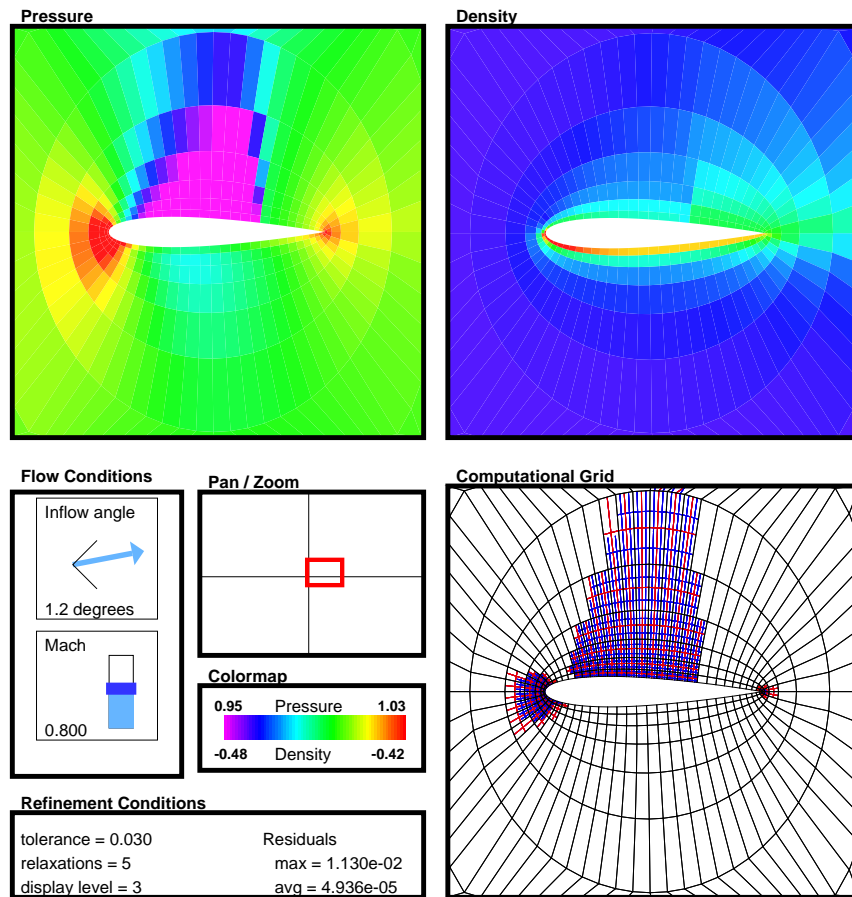 Pressure
Density
Flow Conditions
Inflow angle
1.2 degrees
Mach
0.800
Pan / Zoom
Colormap
0.95 Pressure 1.03
-0.48 Density -0.42
Computational Grid
Refinement Conditions
tolerance = 0.030 Residuals
relaxations = 5 max = 1.130e-02
display level = 3 avg = 4.936e-05